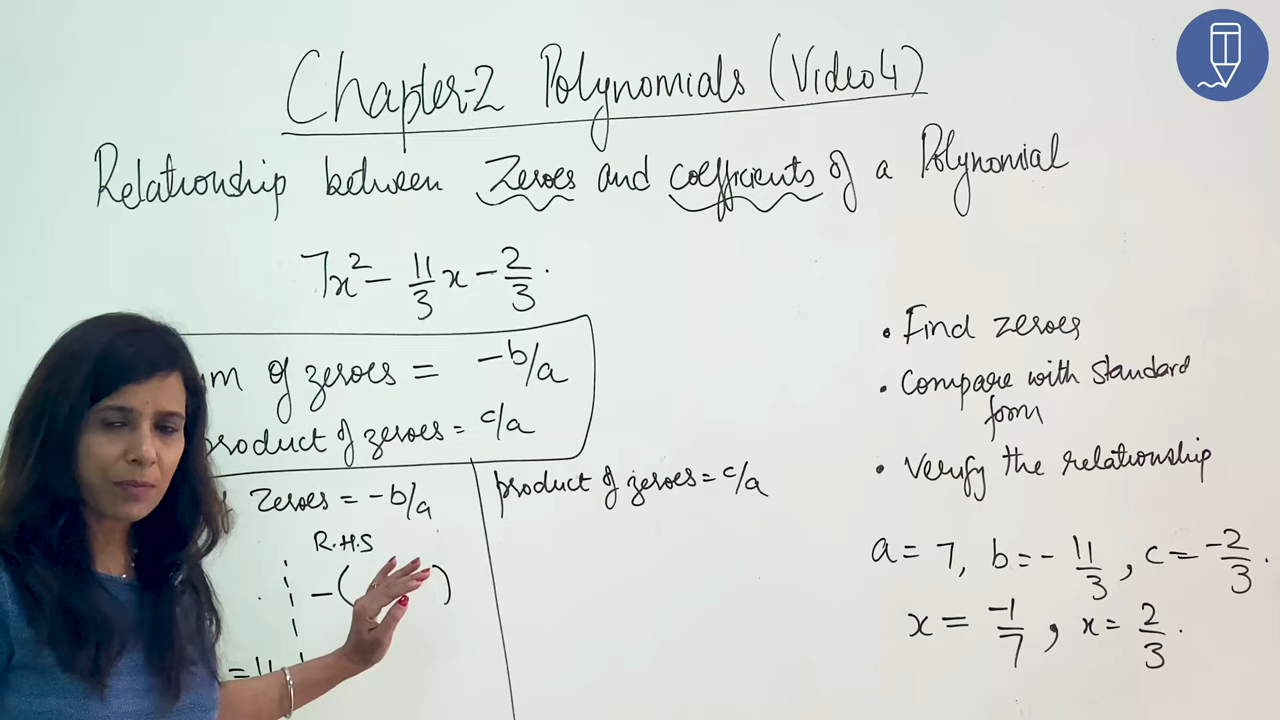 Chapter-2 Polynomials (Video 4)
Relationship between Zeroes and coefficients of a Polynomial
7x² - 11/3 x - 2/3.
of zeroes = -b/a
product of zeroes = c/a
Zeroes = -b/a
R.H.S
- ( )
= 11
product of zeroes = c/a
• Find zeroes
• Compare with standard
form
• Verify the relationship
a = 7, b = - 11/3, c = -2/3.
x = -1/7, x = 2/3.